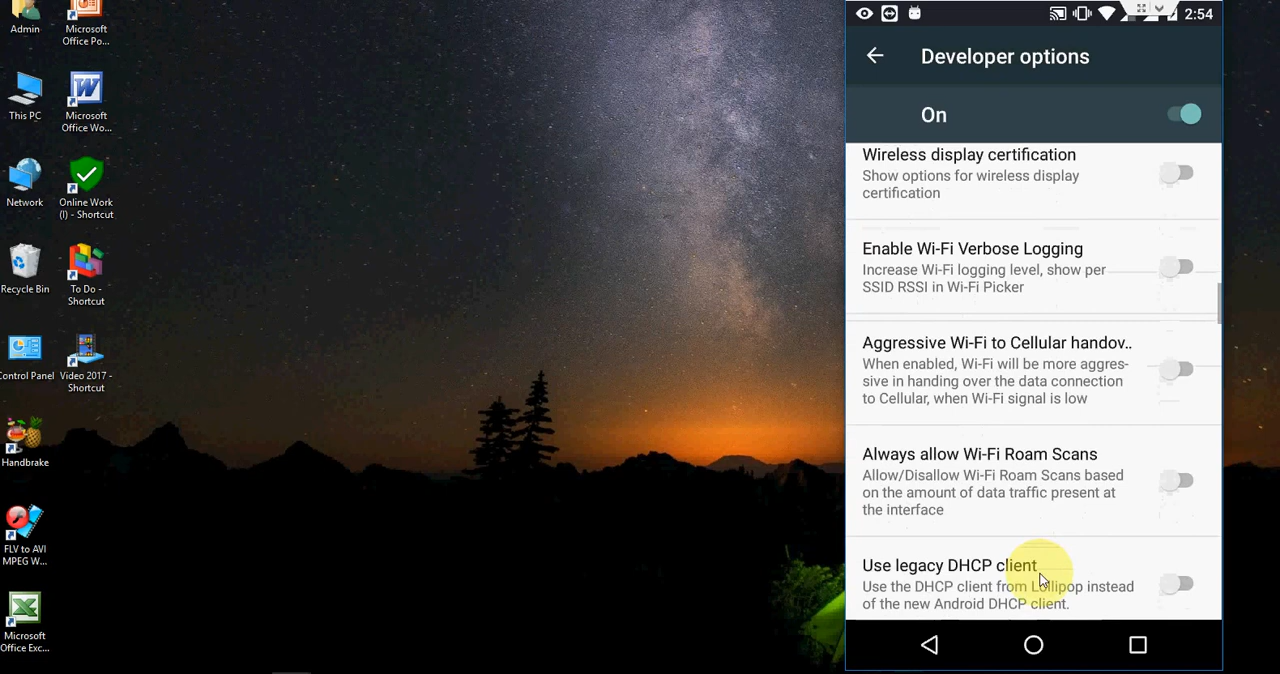 Admin
Microsoft
Office Po...
This PC
Microsoft
Office Wo...
Network
Online Work
(I) - Shortcut
Recycle Bin
To Do -
Shortcut
Control Panel
Video 2017 -
Shortcut
Handbrake
FLV to AVI
MPEG W...
Microsoft
Office Exc...
2:54
Developer options
On
Wireless display certification
Show options for wireless display
certification
Enable Wi-Fi Verbose Logging
Increase Wi-Fi logging level, show per
SSID RSSI in Wi-Fi Picker
Aggressive Wi-Fi to Cellular handov..
When enabled, Wi-Fi will be more aggres-
sive in handing over the data connection
to Cellular, when Wi-Fi signal is low
Always allow Wi-Fi Roam Scans
Allow/Disallow Wi-Fi Roam Scans based
on the amount of data traffic present at
the interface
Use legacy DHCP client
Use the DHCP client from Lollipop instead
of the new Android DHCP client.